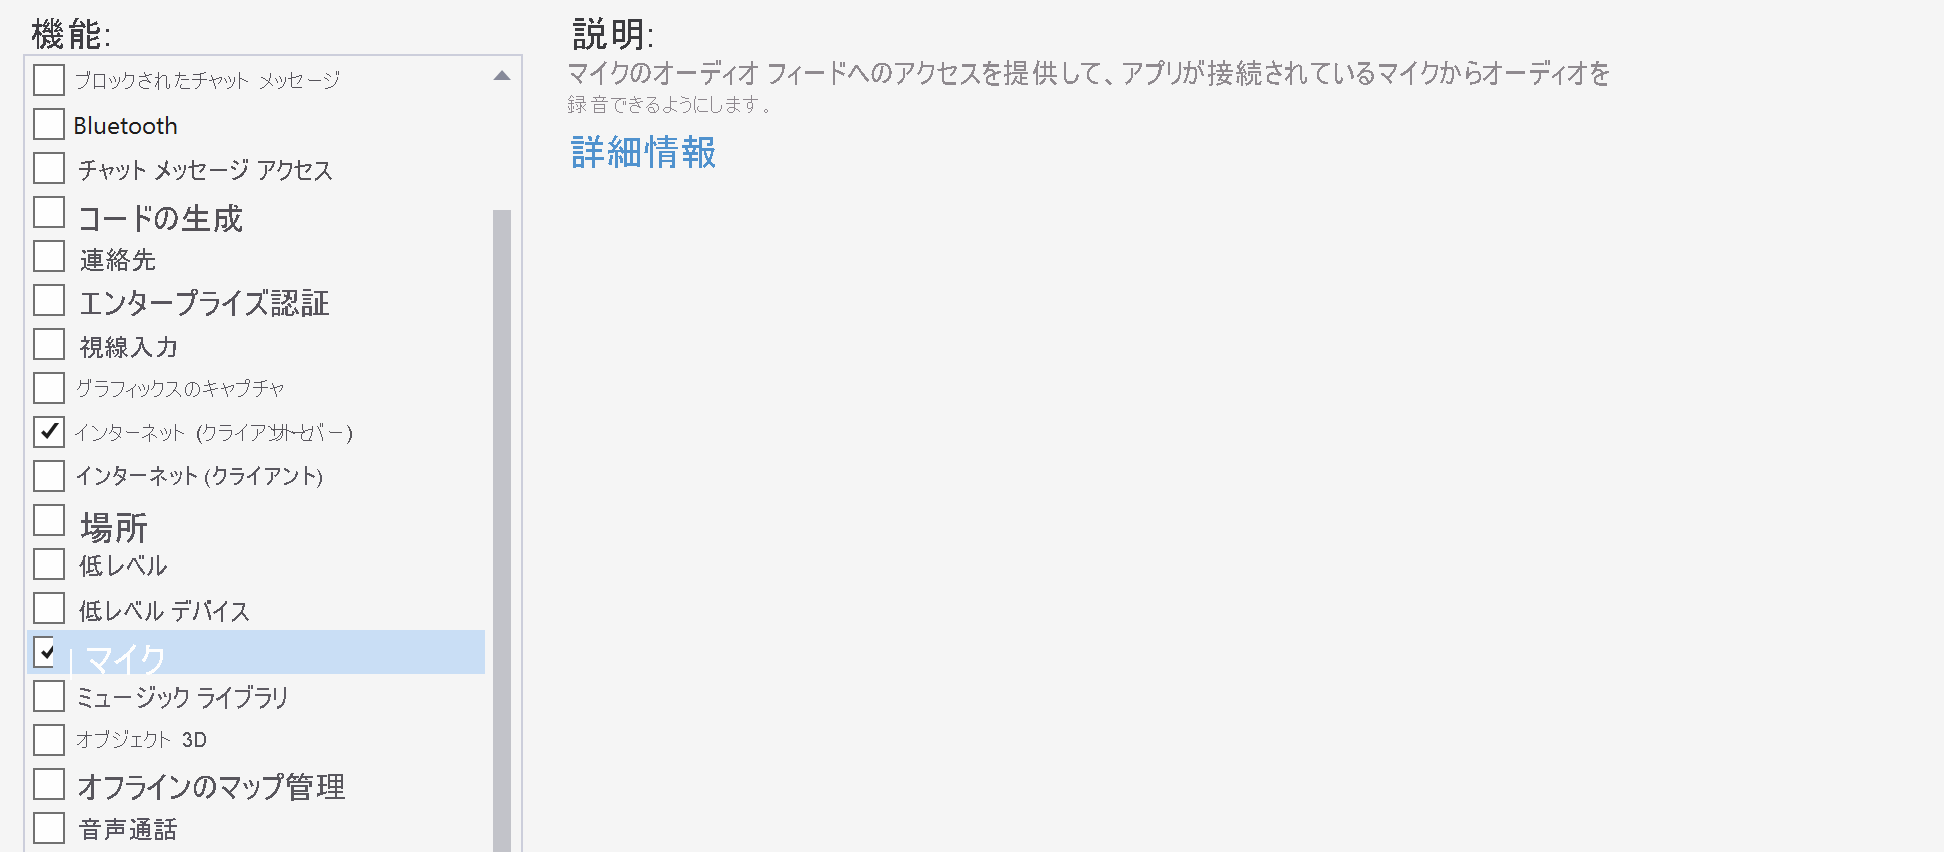 機能:
ブロックされたチャット メッセージ
Bluetooth
チャット メッセージ アクセス
コードの生成
連絡先
エンタープライズ認証
視線入力
グラフィックスのキャプチャ
インターネット (クライアントとサーバー)
インターネット (クライアント)
場所
低レベル
低レベル デバイス
マイク
ミュージック ライブラリ
オブジェクト 3D
オフラインのマップ管理
音声通話
説明:
マイクのオーディオ フィードへのアクセスを提供して、アプリが接続されているマイクからオーディオを
録音できるようにします。
詳細情報